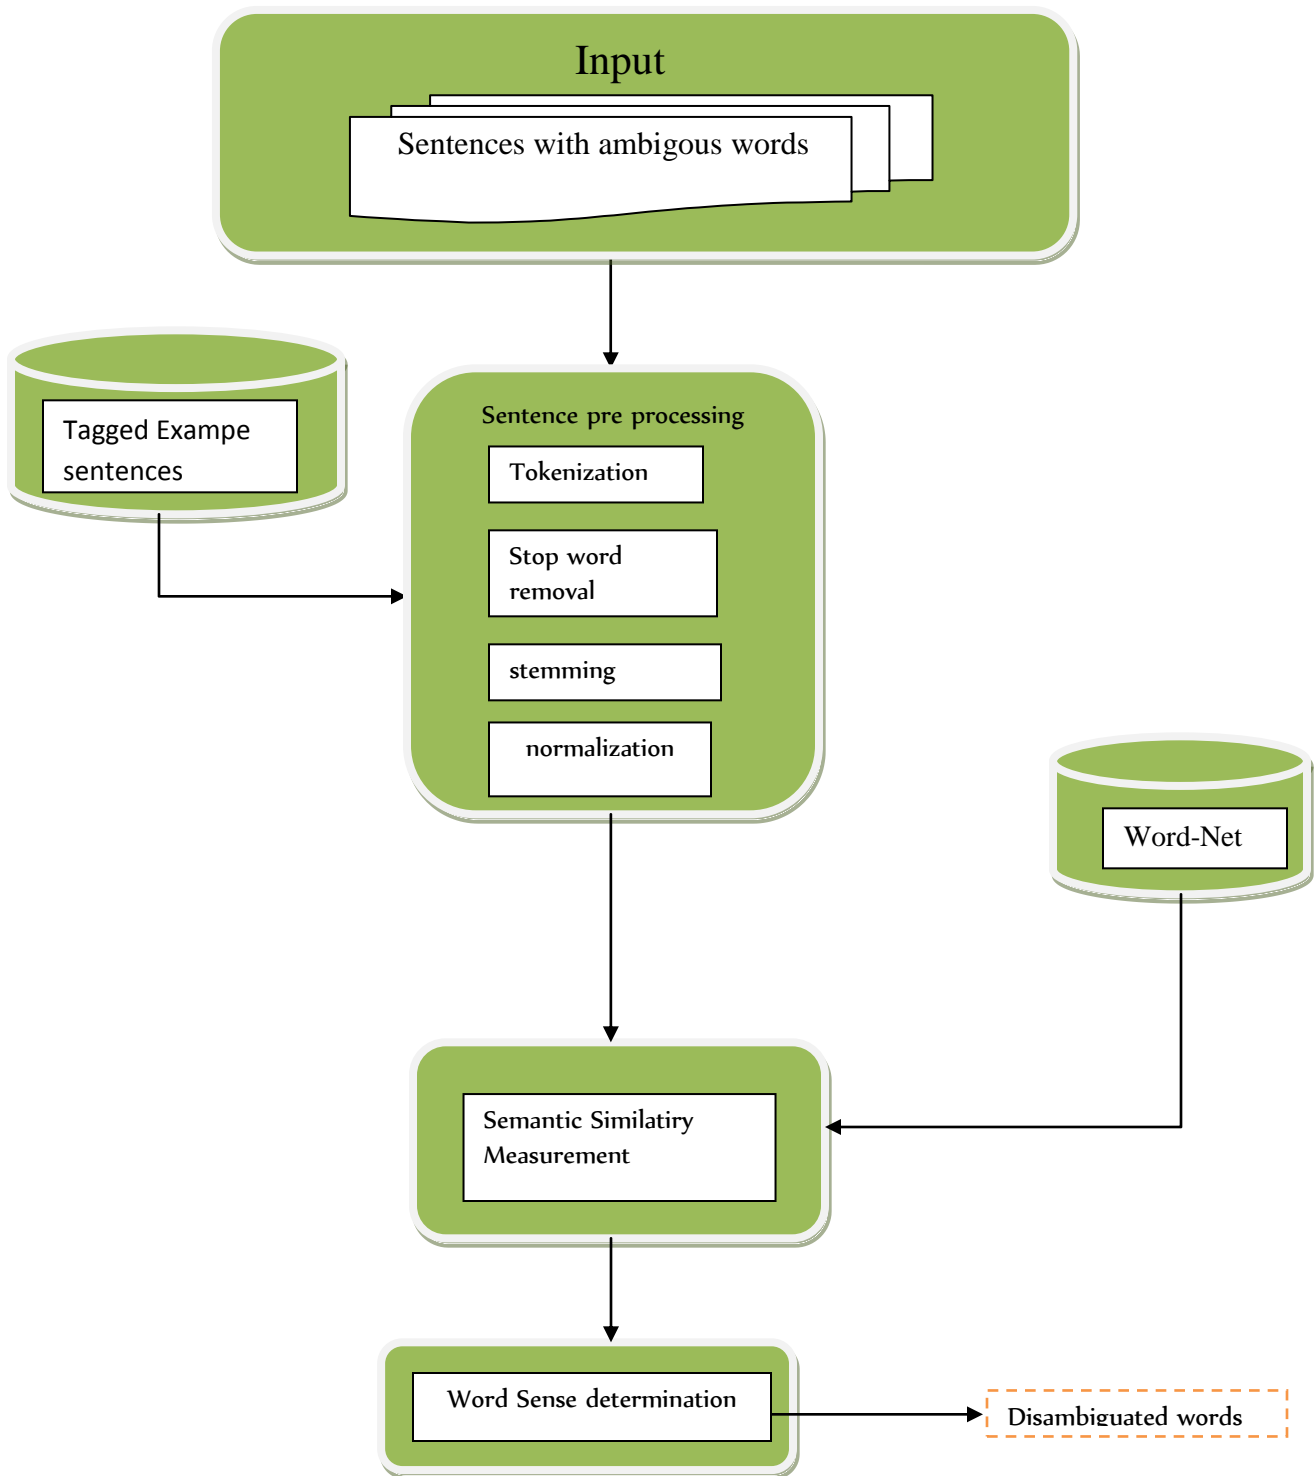 Input
Sentences with ambigous words
Tagged Exampe
sentences
Sentence pre processing
Tokenization
Stop word
removal
stemming
normalization
Word-Net
Semantic Similatiry
Measurement
Word Sense determination
Disambiguated words